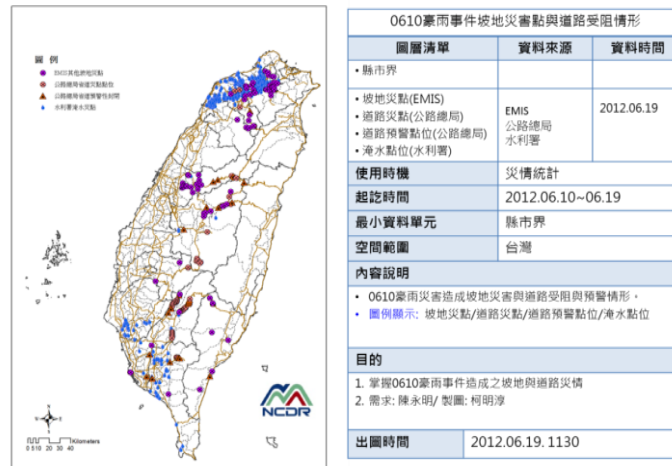 圖 例
EMIS其他坡地災點
公路總局省道災點點位
公路總局省道預警性封閉
水利署淹水災點
NCDR
Kilometers
0 5 10 20 30 40
0610豪雨事件坡地災害點與道路受阻情形
圖層清單 資料來源 資料時間
• 縣市界
• 坡地災點(EMIS)
• 道路災點(公路總局)
• 道路預警點位(公路總局)
• 淹水點位(水利署)
EMIS
公路總局
水利署
2012.06.19
使用時機 災情統計
起訖時間 2012.06.10~06.19
最小資料單元 縣市界
空間範圍 台灣
內容說明
• 0610豪雨災害造成坡地災害與道路受阻與預警情形。
• 圖例顯示: 坡地災點/道路災點/道路預警點位/淹水點位
目的
1. 掌握0610豪雨事件造成之坡地與道路災情
2. 需求: 陳永明/ 製圖: 柯明淳
出圖時間 2012.06.19. 1130